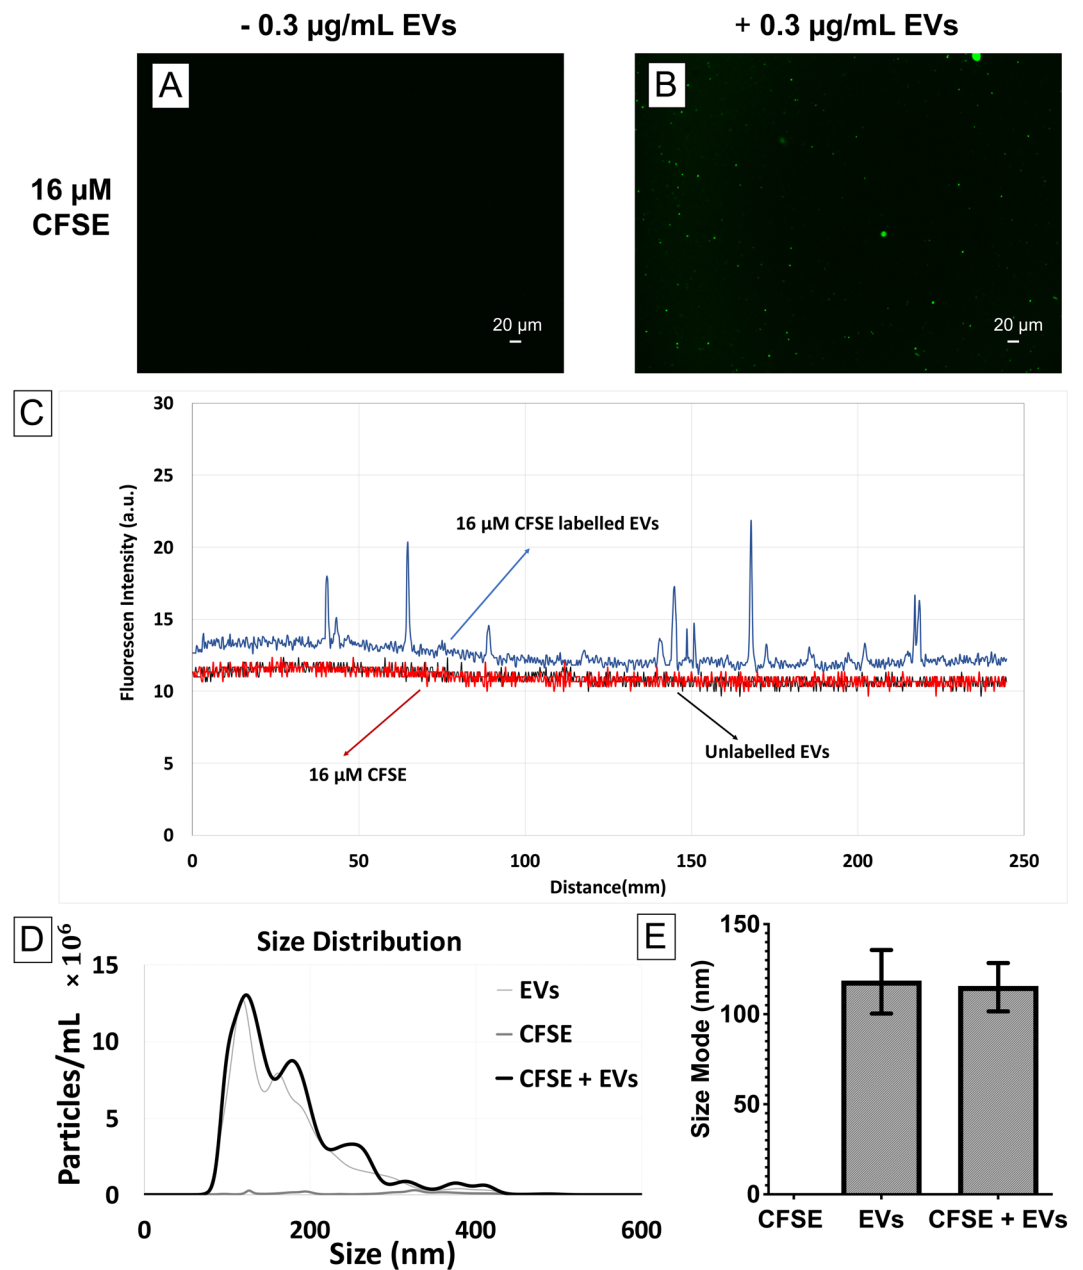 - 0.3 µg/mL EVs
+ 0.3 µg/mL EVs
16 µM
CFSE
A
20 µm
B
20 µm
C
30
25
20
15
10
5
0
Fluorescen Intensity (a.u.)
16 µM CFSE labelled EVs
16 µM CFSE
Unlabelled EVs
0
50
100
150
200
250
Distance(mm)
D
Size Distribution
Particles/mL × 10⁶
15
10
5
0
EVs
CFSE
CFSE + EVs
0
200
400
600
Size (nm)
E
Size Mode (nm)
150
100
50
0
CFSE
EVs
CFSE + EVs